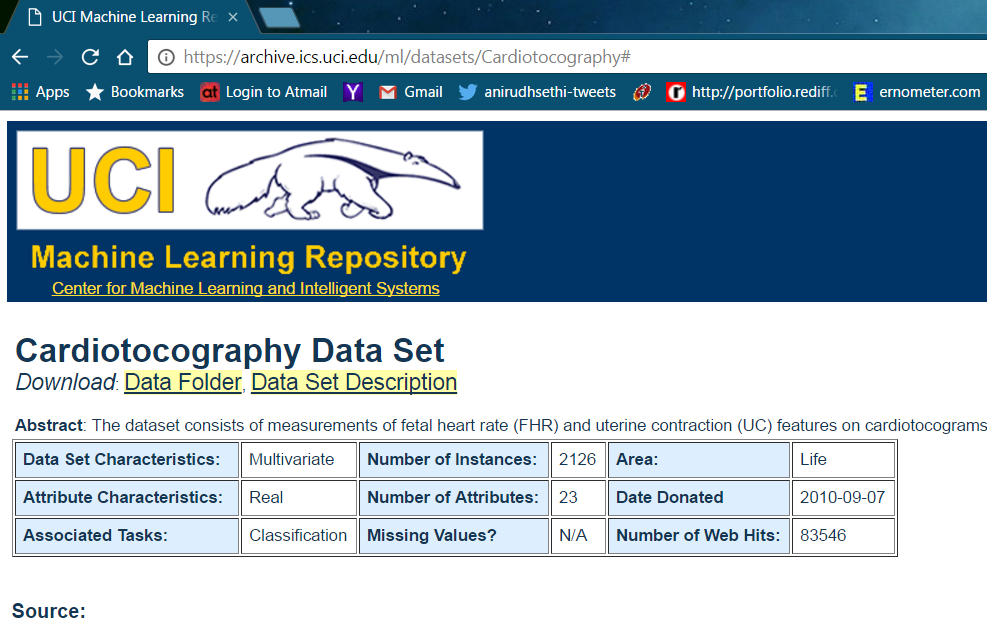 UCI Machine Learning Re
https://archive.ics.uci.edu/ml/datasets/Cardiotocography#
Apps Bookmarks at Login to Atmail Y Gmail anirudhsethi-tweets r http://portfolio.rediff. E ernometer.com
UCI
Machine Learning Repository
Center for Machine Learning and Intelligent Systems
Cardiotocography Data Set
Download: Data Folder, Data Set Description
Abstract: The dataset consists of measurements of fetal heart rate (FHR) and uterine contraction (UC) features on cardiotocograms
Data Set Characteristics: Multivariate Number of Instances: 2126 Area: Life
Attribute Characteristics: Real Number of Attributes: 23 Date Donated 2010-09-07
Associated Tasks: Classification Missing Values? N/A Number of Web Hits: 83546
Source: